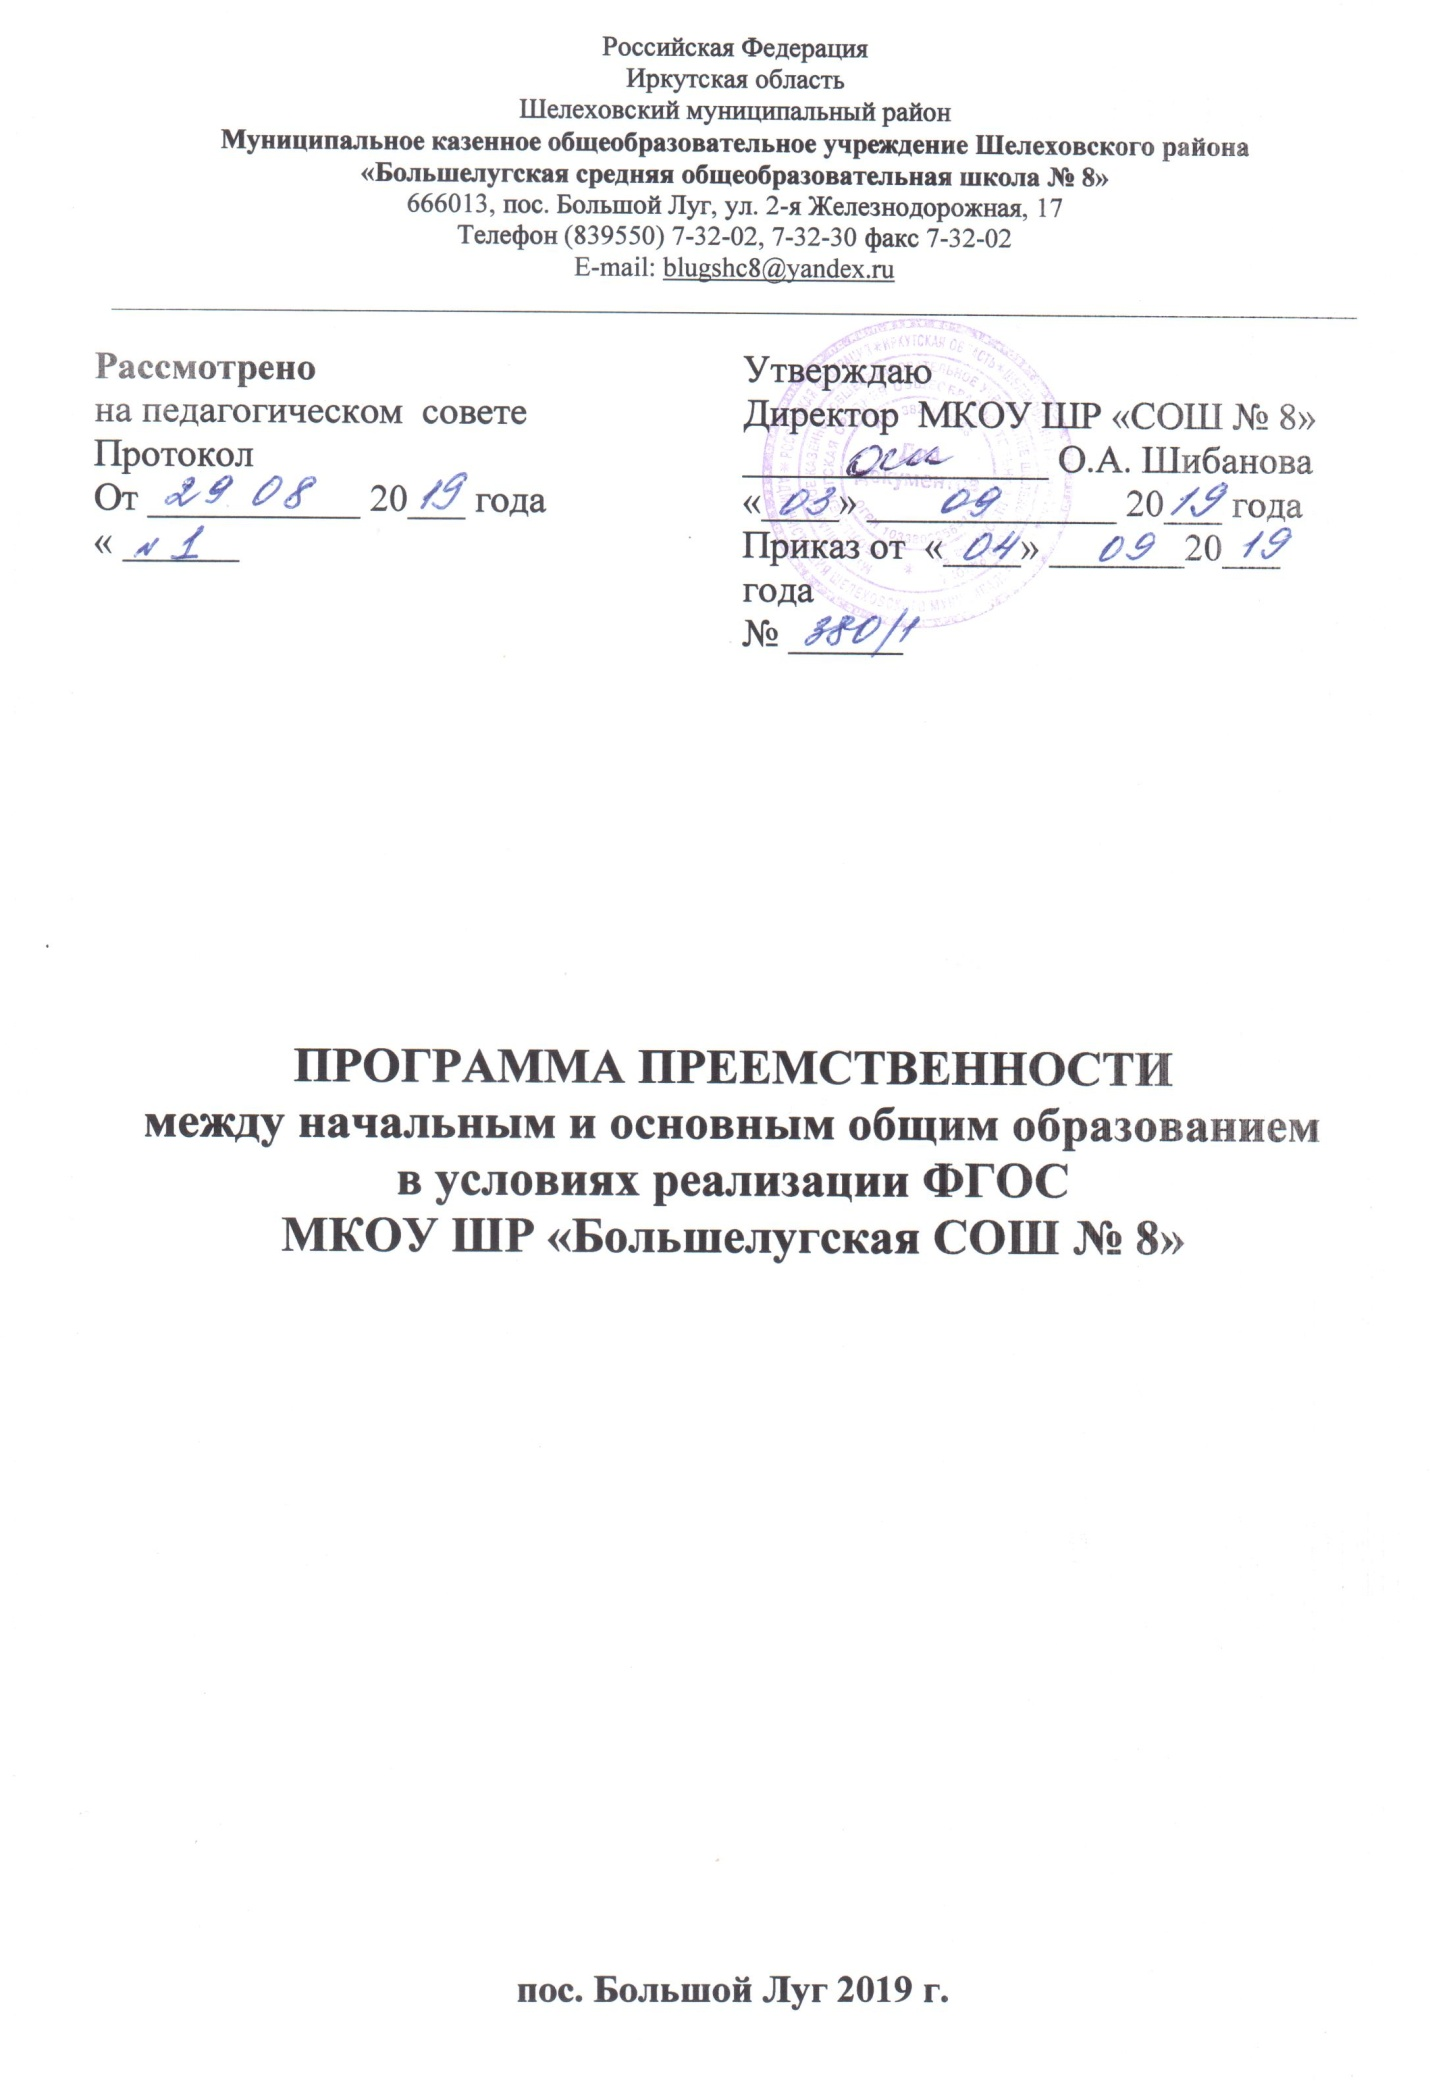 Российская Федерация
Иркутская область
Шелеховский муниципальный район
Муниципальное казенное общеобразовательное учреждение Шелеховского района
«Большелугская средняя общеобразовательная школа № 8»
666013, пос. Большой Луг, ул. 2-я Железнодорожная, 17
Телефон (839550) 7-32-02, 7-32-30 факс 7-32-02
E-mail: blugshc8@yandex.ru
Рассмотрено
на педагогическом совете
Протокол
От 29 08 2019 года
« № 1
Утверждаю
Директор МКОУ ШР «СОШ № 8»
О.А. Шибанова
«03» 09 2019 года
Приказ от «04» 09 2019
года
№ 380/1
ПРОГРАММА ПРЕЕМСТВЕННОСТИ
между начальным и основным общим образованием
в условиях реализации ФГОС
МКОУ ШР «Большелугская СОШ № 8»
пос. Большой Луг 2019 г.